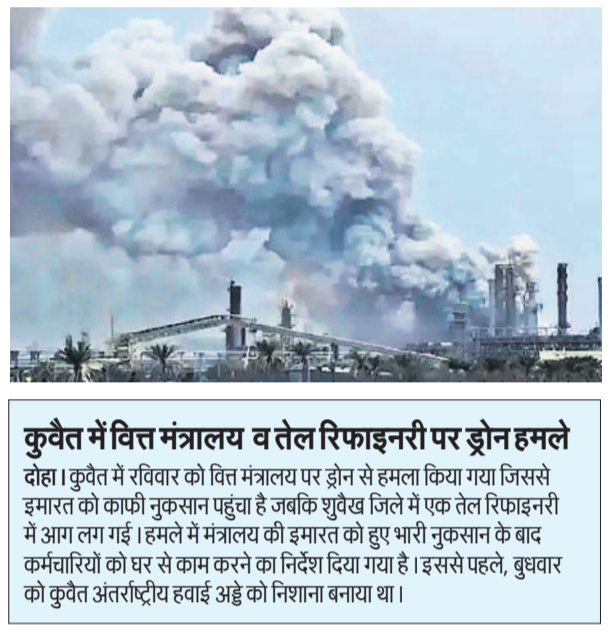 कुवैत में वित्त मंत्रालय व तेल रिफाइनरी पर ड्रोन हमले
दोहा। कुवैत में रविवार को वित्त मंत्रालय पर ड्रोन से हमला किया गया जिससे
इमारत को काफी नुकसान पहुंचा है जबकि शुवैख जिले में एक तेल रिफाइनरी
में आग लग गई। हमले में मंत्रालय की इमारत को हुए भारी नुकसान के बाद
कर्मचारियों को घर से काम करने का निर्देश दिया गया है। इससे पहले, बुधवार
को कुवैत अंतर्राष्ट्रीय हवाई अड्डे को निशाना बनाया था।